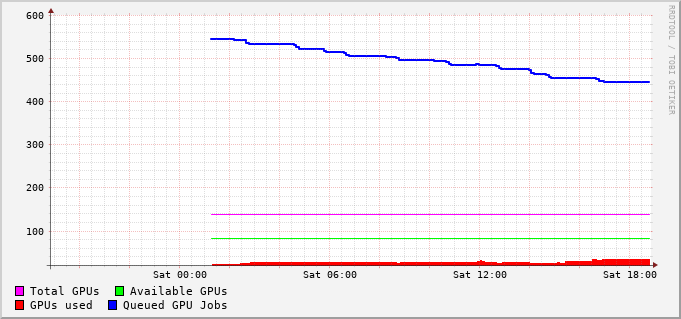 600
500
400
300
200
100
Sat 00:00 Sat 06:00 Sat 12:00 Sat 18:00
Total GPUs Available GPUs
GPUs used Queued GPU Jobs
RRDTOOL / TOBI OETIKER